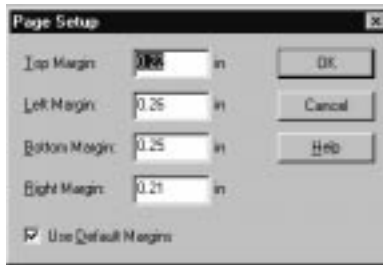 Page Setup
Top Margin: in OK
Left Margin: 0.26 in Cancel
Bottom Margin: 0.25 in Help
Right Margin: 0.21 in
Use Default Margins